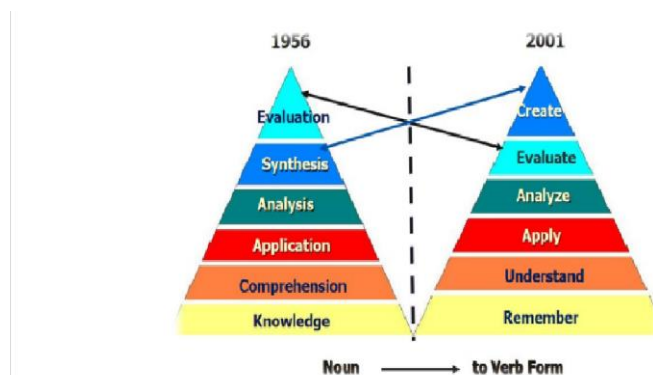 1956
2001
Evaluation
Synthesis
Analysis
Application
Comprehension
Knowledge
Create
Evaluate
Analyze
Apply
Understand
Remember
Noun to Verb Form